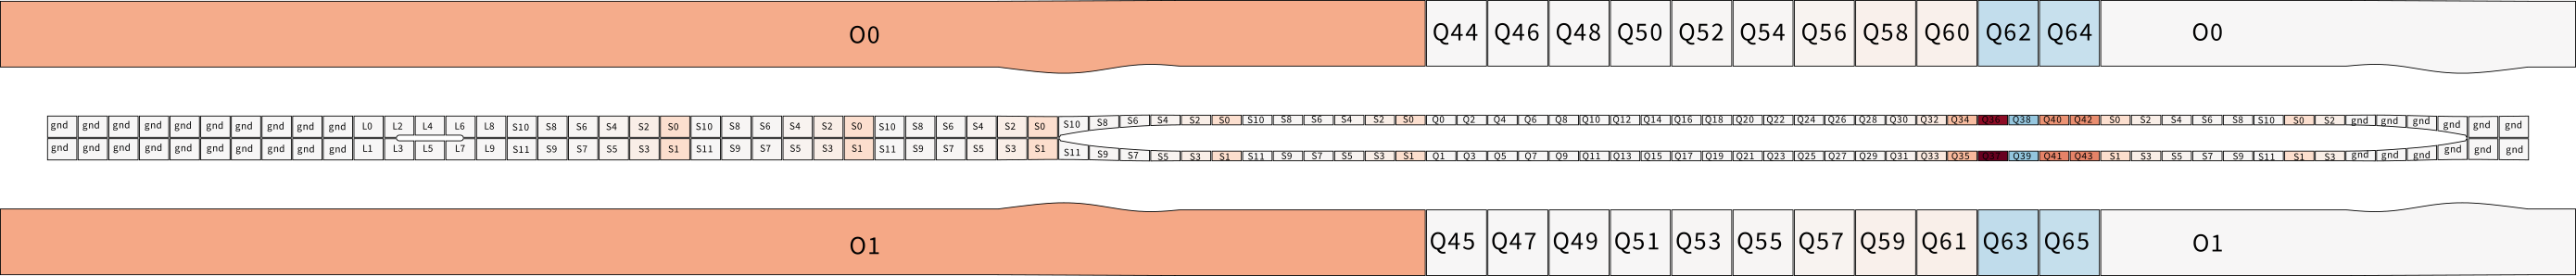 O0 Q44 Q46 Q48 Q50 Q52 Q54 Q56 Q58 Q60 Q62 Q64 O0
gnd gnd gnd gnd gnd gnd gnd gnd gnd gnd L0 L2 L4 L6 L8 S10 S8 S6 S4 S2 S0 S10 S8 S6 S4 S2 S0 S10 S8 S6 S4 S2 S0 S10 S8 S6 S4 S2 S0 S10 S8 S6 S4 S2 S0 Q0 Q2 Q4 Q6 Q8 Q10 Q12 Q14 Q16 Q18 Q20 Q22 Q24 Q26 Q28 Q30 Q32 Q34 Q36 Q38 Q40 Q42 S0 S2 S4 S6 S8 S10 S0 S2 gnd gnd gnd gnd gnd gnd
gnd gnd gnd gnd gnd gnd gnd gnd gnd gnd L1 L3 L5 L7 L9 S11 S9 S7 S5 S3 S1 S11 S9 S7 S5 S3 S1 S11 S9 S7 S5 S3 S1 S11 S9 S7 S5 S3 S1 S11 S9 S7 S5 S3 S1 Q1 Q3 Q5 Q7 Q9 Q11 Q13 Q15 Q17 Q19 Q21 Q23 Q25 Q27 Q29 Q31 Q33 Q35 Q37 Q39 Q41 Q43 S1 S3 S5 S7 S9 S11 S1 S3 gnd gnd gnd gnd gnd gnd
O1 Q45 Q47 Q49 Q51 Q53 Q55 Q57 Q59 Q61 Q63 Q65 O1